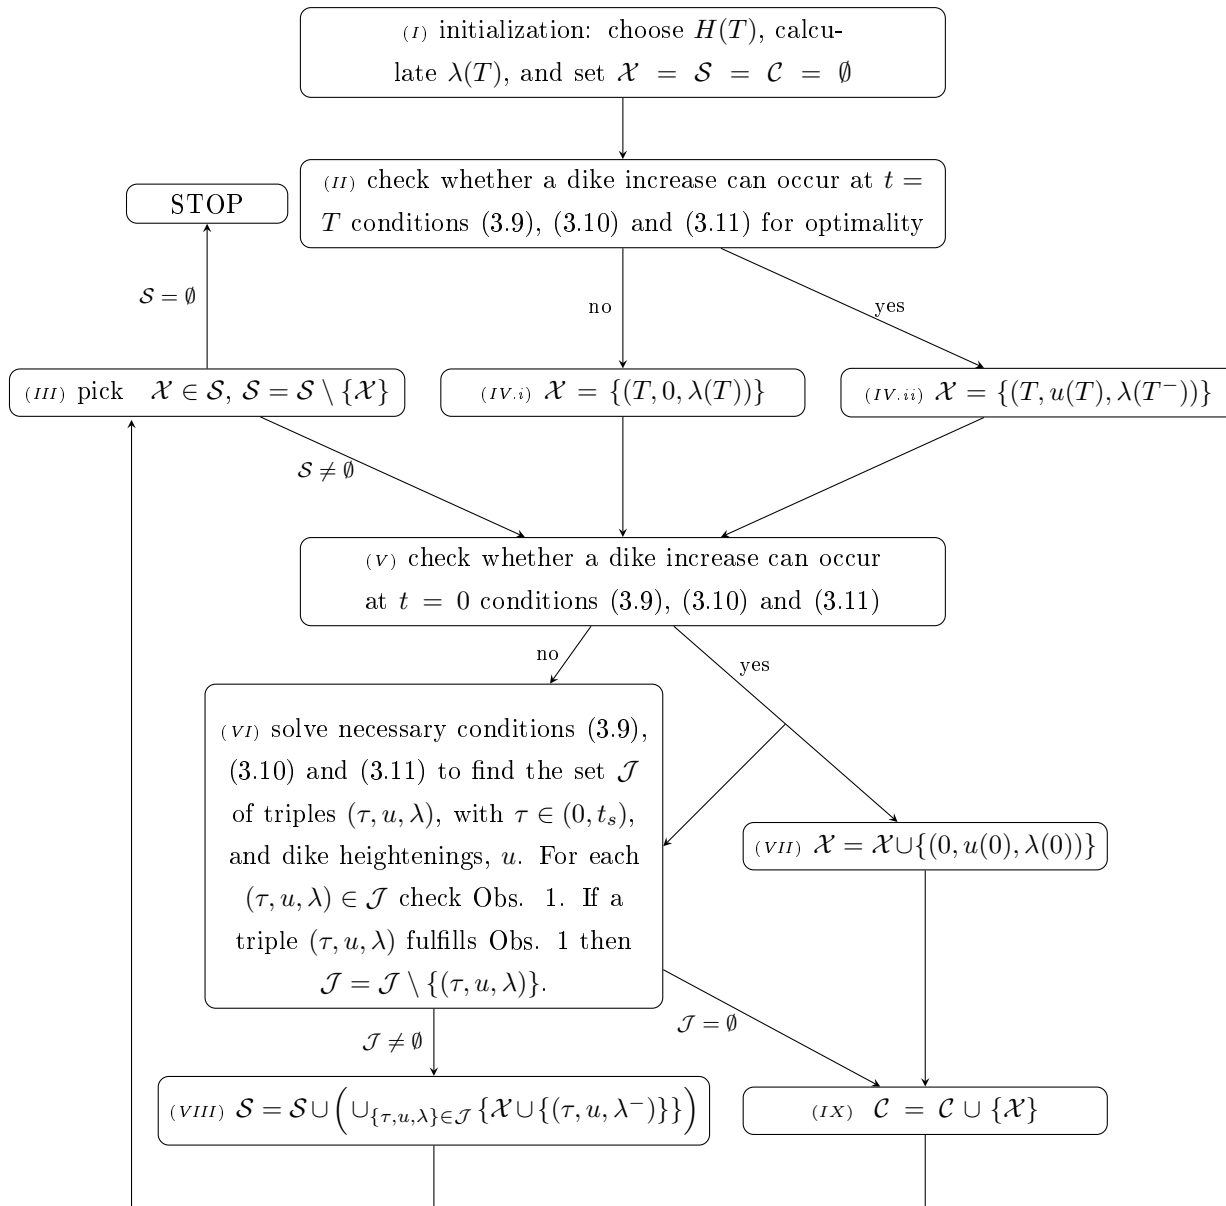 (I) initialization: choose H(T), calcu-
late λ(T), and set 𝒳 = 𝒮 = 𝒞 = ∅
(II) check whether a dike increase can occur at t =
T conditions (3.9), (3.10) and (3.11) for optimality
STOP
𝒮 = ∅
no
yes
(III) pick 𝒳 ∈ 𝒮, 𝒮 = 𝒮 \ {𝒳}
(IV.i) 𝒳 = {(T, 0, λ(T))}
(IV.ii) 𝒳 = {(T, u(T), λ(T⁻))}
𝒮 ≠ ∅
(V) check whether a dike increase can occur
at t = 0 conditions (3.9), (3.10) and (3.11)
no
yes
(VI) solve necessary conditions (3.9),
(3.10) and (3.11) to find the set 𝒥
of triples (τ, u, λ), with τ ∈ (0, tₛ),
and dike heightenings, u. For each
(τ, u, λ) ∈ 𝒥 check Obs. 1. If a
triple (τ, u, λ) fulfills Obs. 1 then
𝒥 = 𝒥 \ {(τ, u, λ)}.
(VII) 𝒳 = 𝒳∪{(0, u(0), λ(0))}
𝒥 ≠ ∅
𝒥 = ∅
(VIII) 𝒮 = 𝒮∪(∪_{{τ,u,λ}∈𝒥} {𝒳∪{(τ, u, λ⁻)}})
(IX) 𝒞 = 𝒞 ∪ {𝒳}